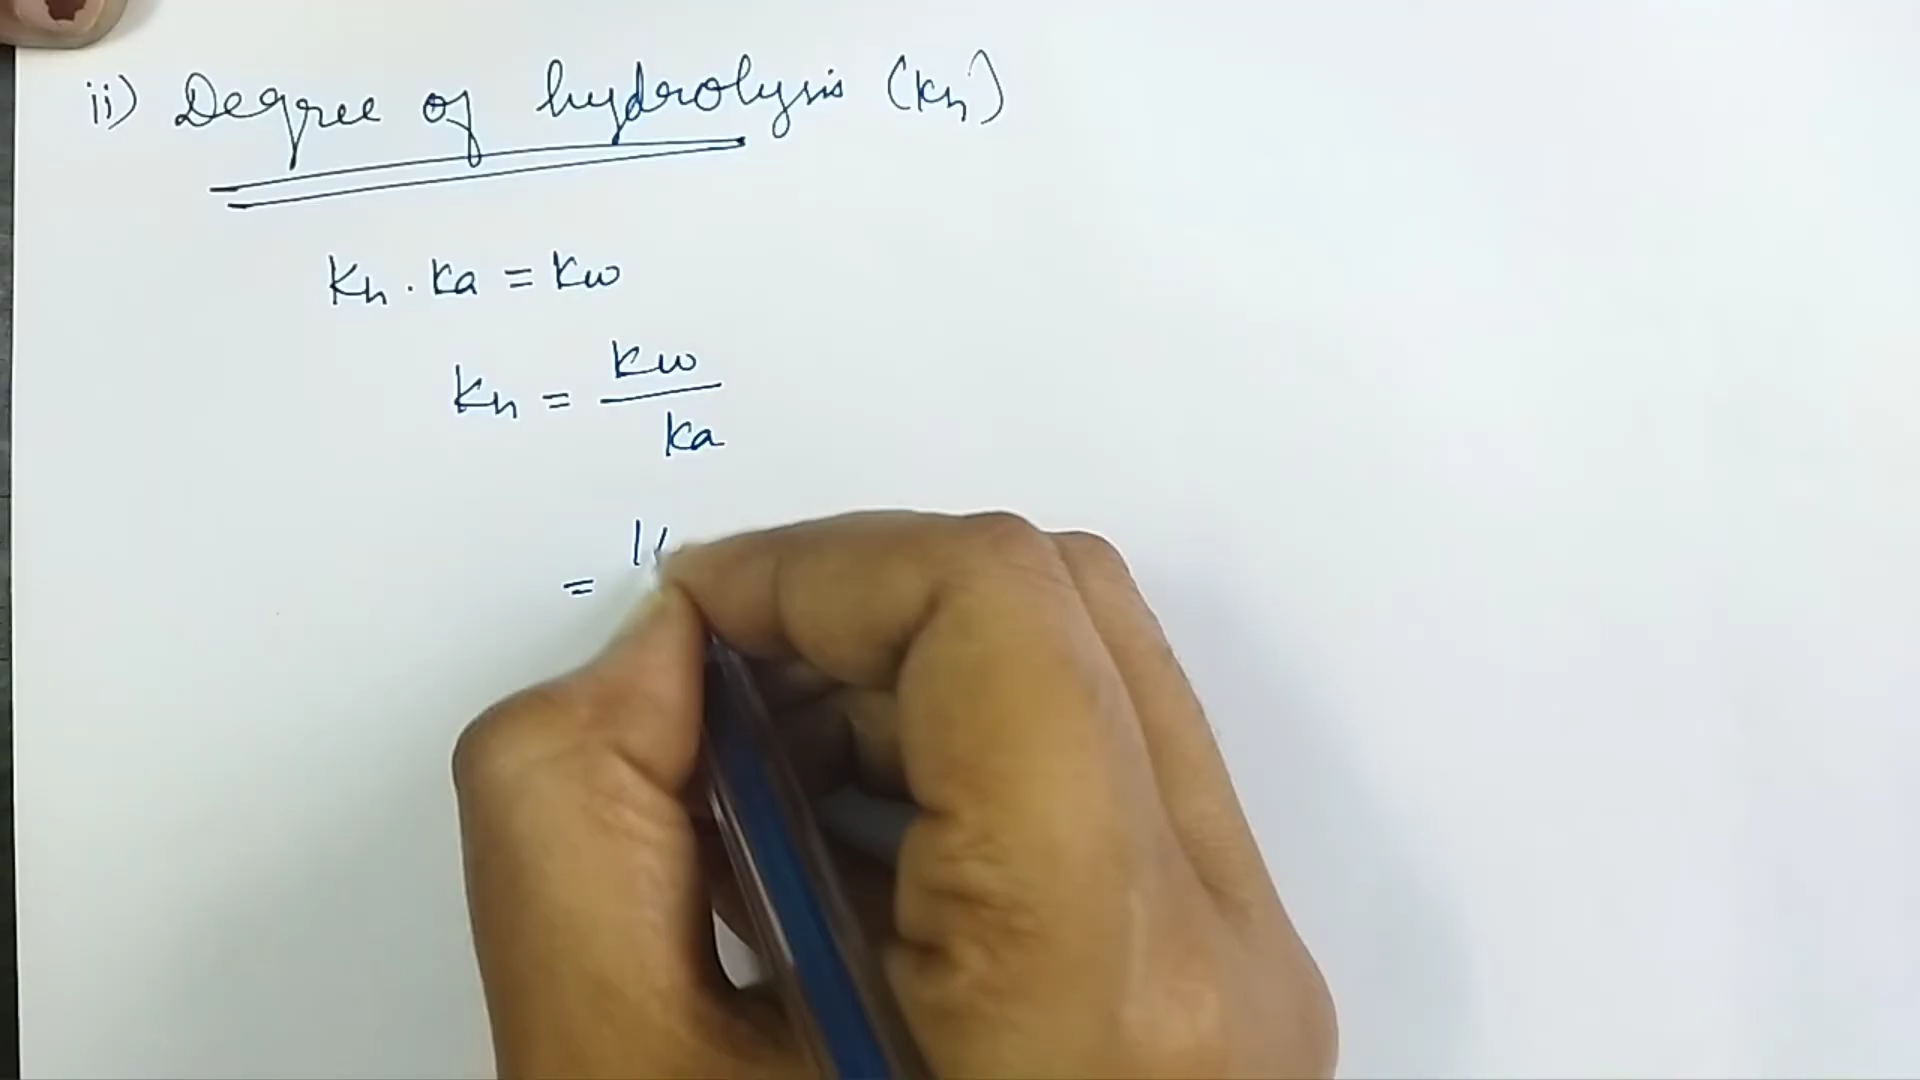 ii) Degree of hydrolysis (Kh)
Kh . Ka = Kw
Kh = Kw / Ka
=